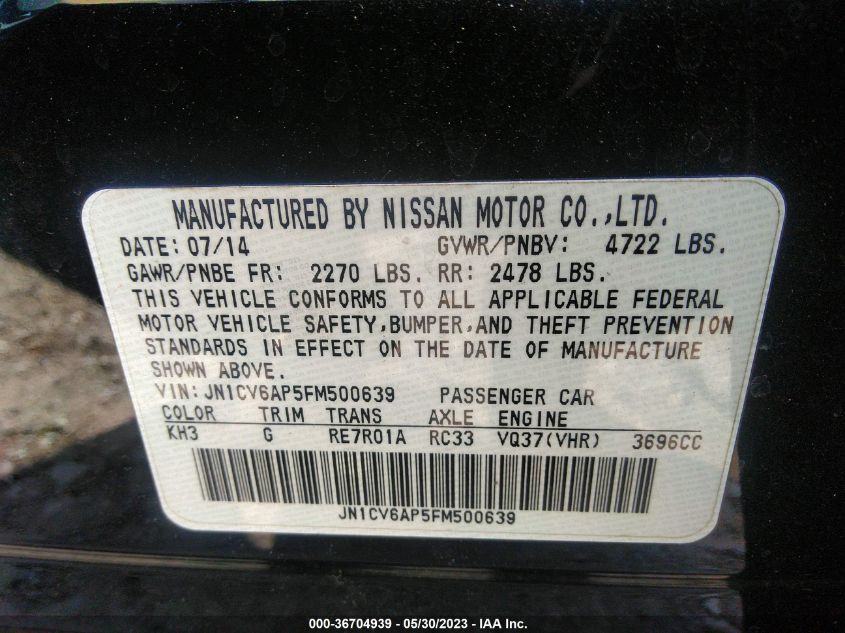 MANUFACTURED BY NISSAN MOTOR CO.,LTD.
DATE: 07/14 GVWR/PNBV: 4722 LBS.
GAWR/PNBE FR: 2270 LBS. RR: 2478 LBS.
THIS VEHICLE CONFORMS TO ALL APPLICABLE FEDERAL
MOTOR VEHICLE SAFETY,BUMPER,AND THEFT PREVENTION
STANDARDS IN EFFECT ON THE DATE OF MANUFACTURE
SHOWN ABOVE.
VIN: JN1CV6AP5FM500639 PASSENGER CAR
COLOR TRIM TRANS AXLE ENGINE
KH3 G RE7R01A RC33 VQ37(VHR) 3696CC
JN1CV6AP5FM500639
000-36704939 - 05/30/2023 - IAA Inc.